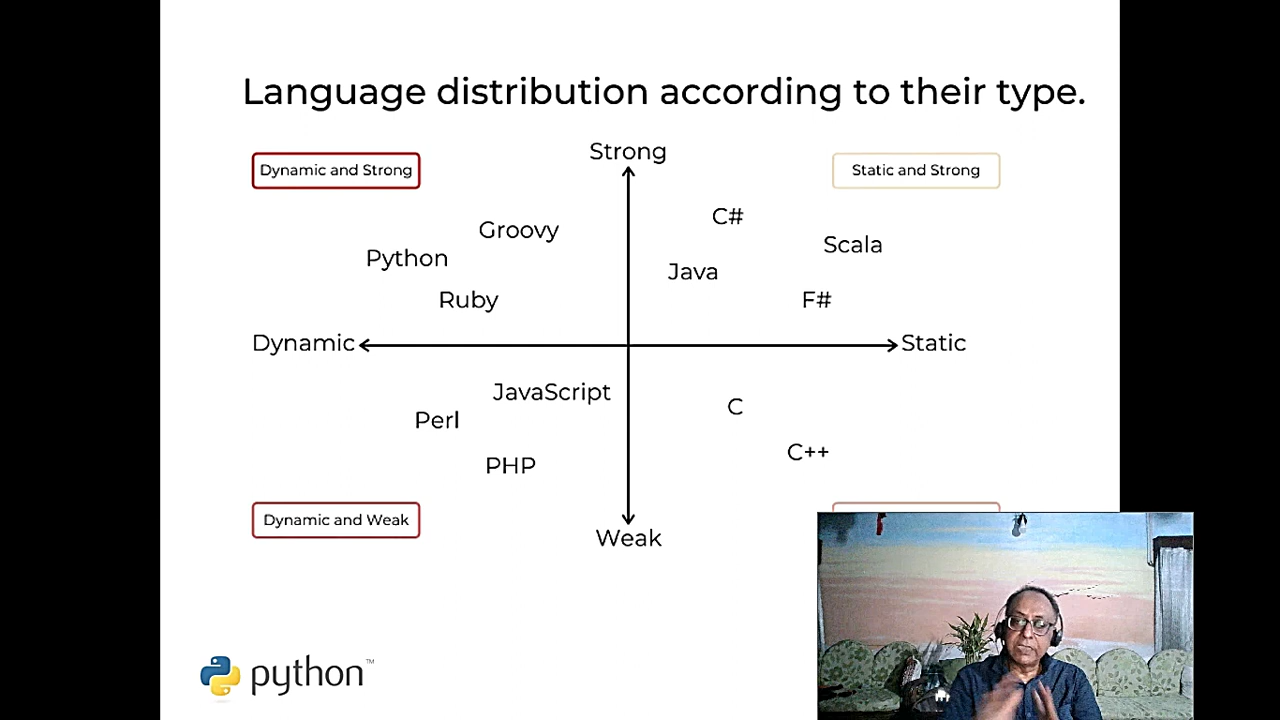 Language distribution according to their type.
Strong
Dynamic and Strong
Static and Strong
C#
Groovy
Scala
Python
Java
Ruby
F#
Dynamic
Static
JavaScript
C
Perl
C++
PHP
Dynamic and Weak
Weak
python™